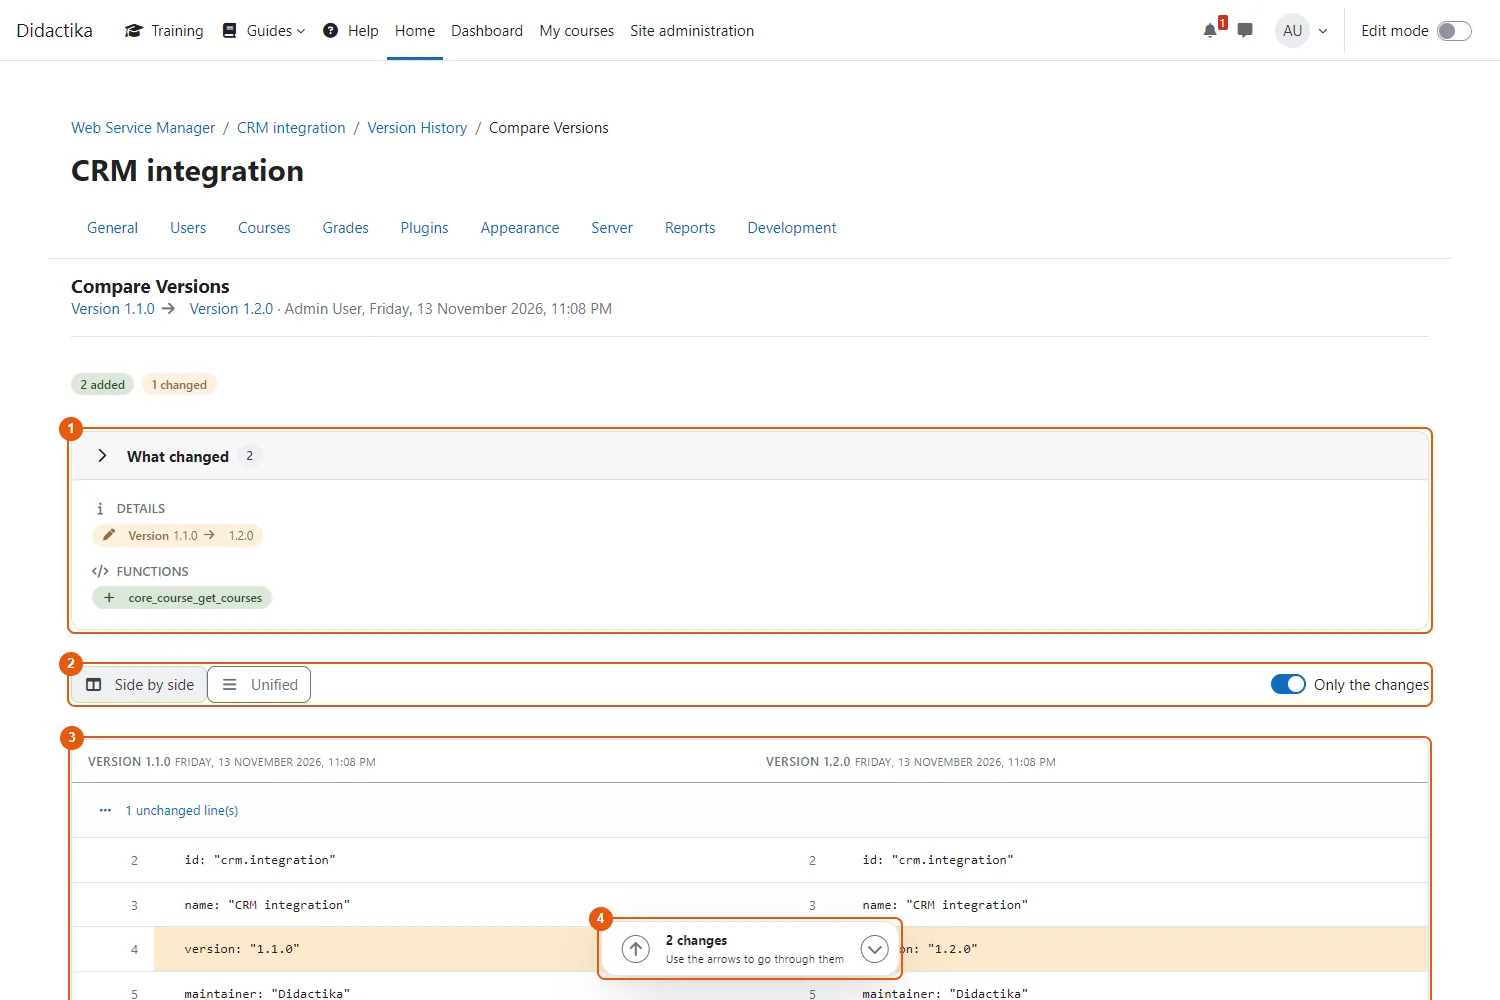 Didactika Training Guides Help Home Dashboard My courses Site administration 1 AU Edit mode
Web Service Manager / CRM integration / Version History / Compare Versions
CRM integration
General Users Courses Grades Plugins Appearance Server Reports Development
Compare Versions
Version 1.1.0 → Version 1.2.0 · Admin User, Friday, 13 November 2026, 11:08 PM
2 added 1 changed
1
What changed 2
DETAILS
Version 1.1.0 → 1.2.0
</> FUNCTIONS
+ core_course_get_courses
2
Side by side Unified Only the changes
3
VERSION 1.1.0 FRIDAY, 13 NOVEMBER 2026, 11:08 PM VERSION 1.2.0 FRIDAY, 13 NOVEMBER 2026, 11:08 PM
··· 1 unchanged line(s)
2 id: "crm.integration" 2 id: "crm.integration"
3 name: "CRM integration" 3 name: "CRM integration"
4
2 changes
Use the arrows to go through them
4 version: "1.1.0" on: "1.2.0"
5 maintainer: "Didactika" 5 maintainer: "Didactika"